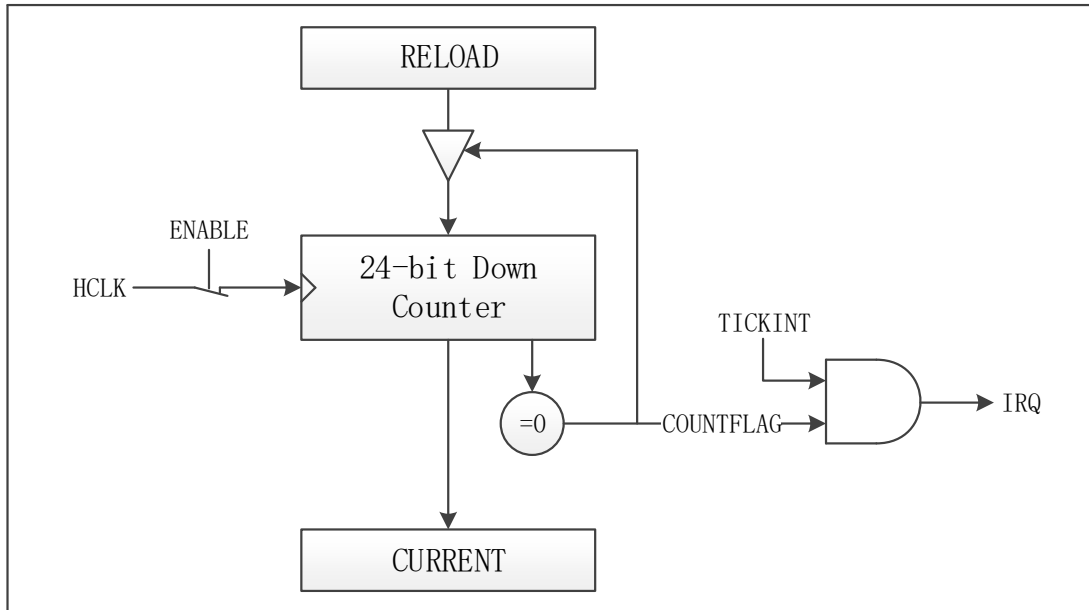 RELOAD
ENABLE
HCLK
24-bit Down
Counter
TICKINT
=0
COUNTFLAG
IRQ
CURRENT